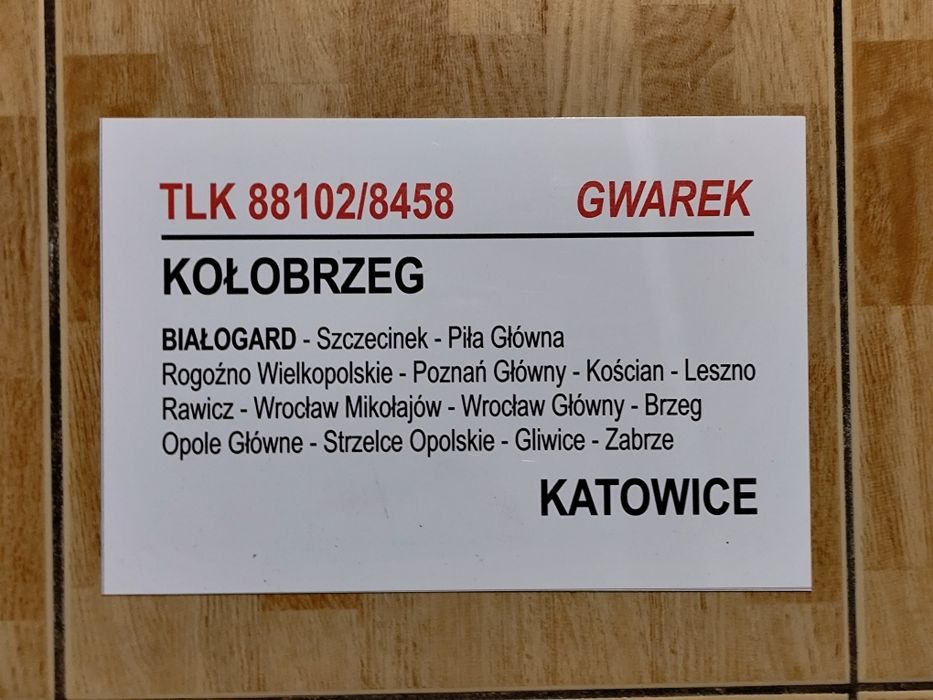 TLK 88102/8458 GWAREK
KOŁOBRZEG
BIAŁOGARD - Szczecinek - Piła Główna
Rogoźno Wielkopolskie - Poznań Główny - Kościan - Leszno
Rawicz - Wrocław Mikołajów - Wrocław Główny - Brzeg
Opole Główne - Strzelce Opolskie - Gliwice - Zabrze
KATOWICE